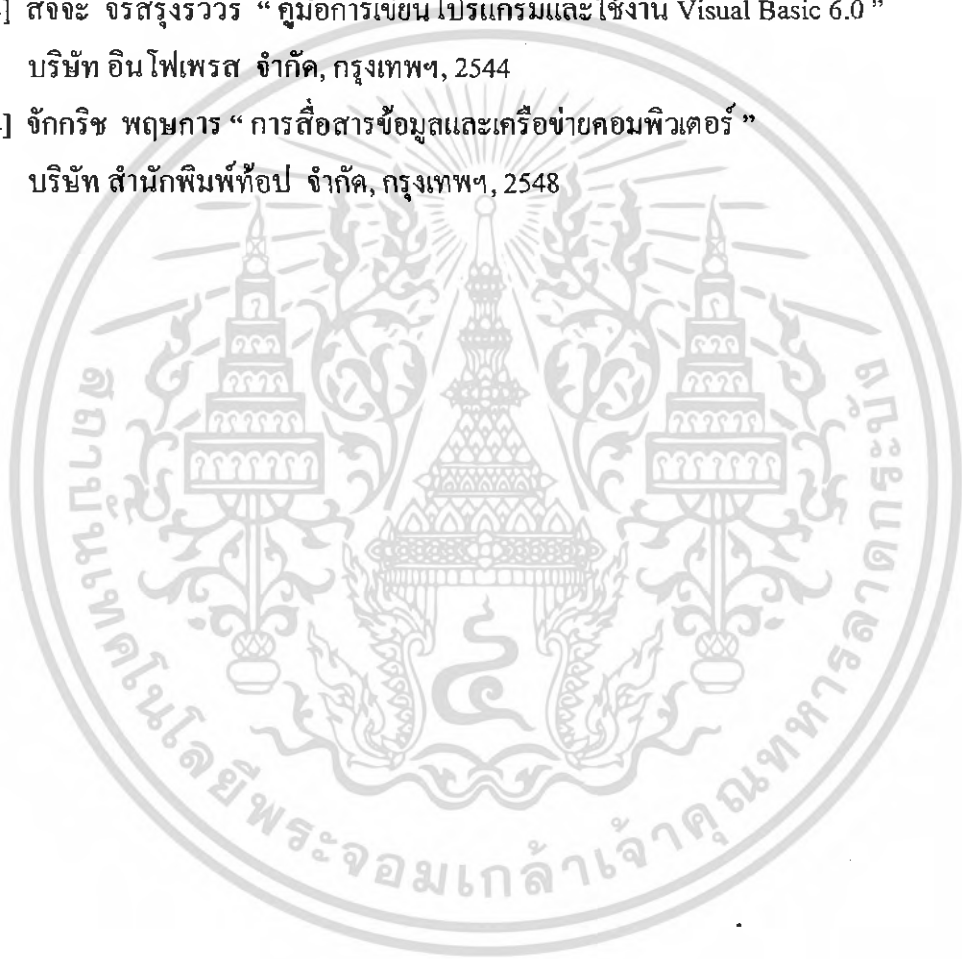 ] สัจจะ จรัสรุ่งรวีวร “ คู่มือการเขียนโปรแกรมและใช้งาน Visual Basic 6.0 ”
บริษัท อินโฟเพรส จำกัด, กรุงเทพฯ, 2544
] จักกริช พฤษการ “ การสื่อสารข้อมูลและเครือข่ายคอมพิวเตอร์ ”
บริษัท สำนักพิมพ์ท้อป จำกัด, กรุงเทพฯ, 2548
สถาบันเทคโนโลยีพระจอมเกล้าเจ้าคุณทหารลาดกระบัง